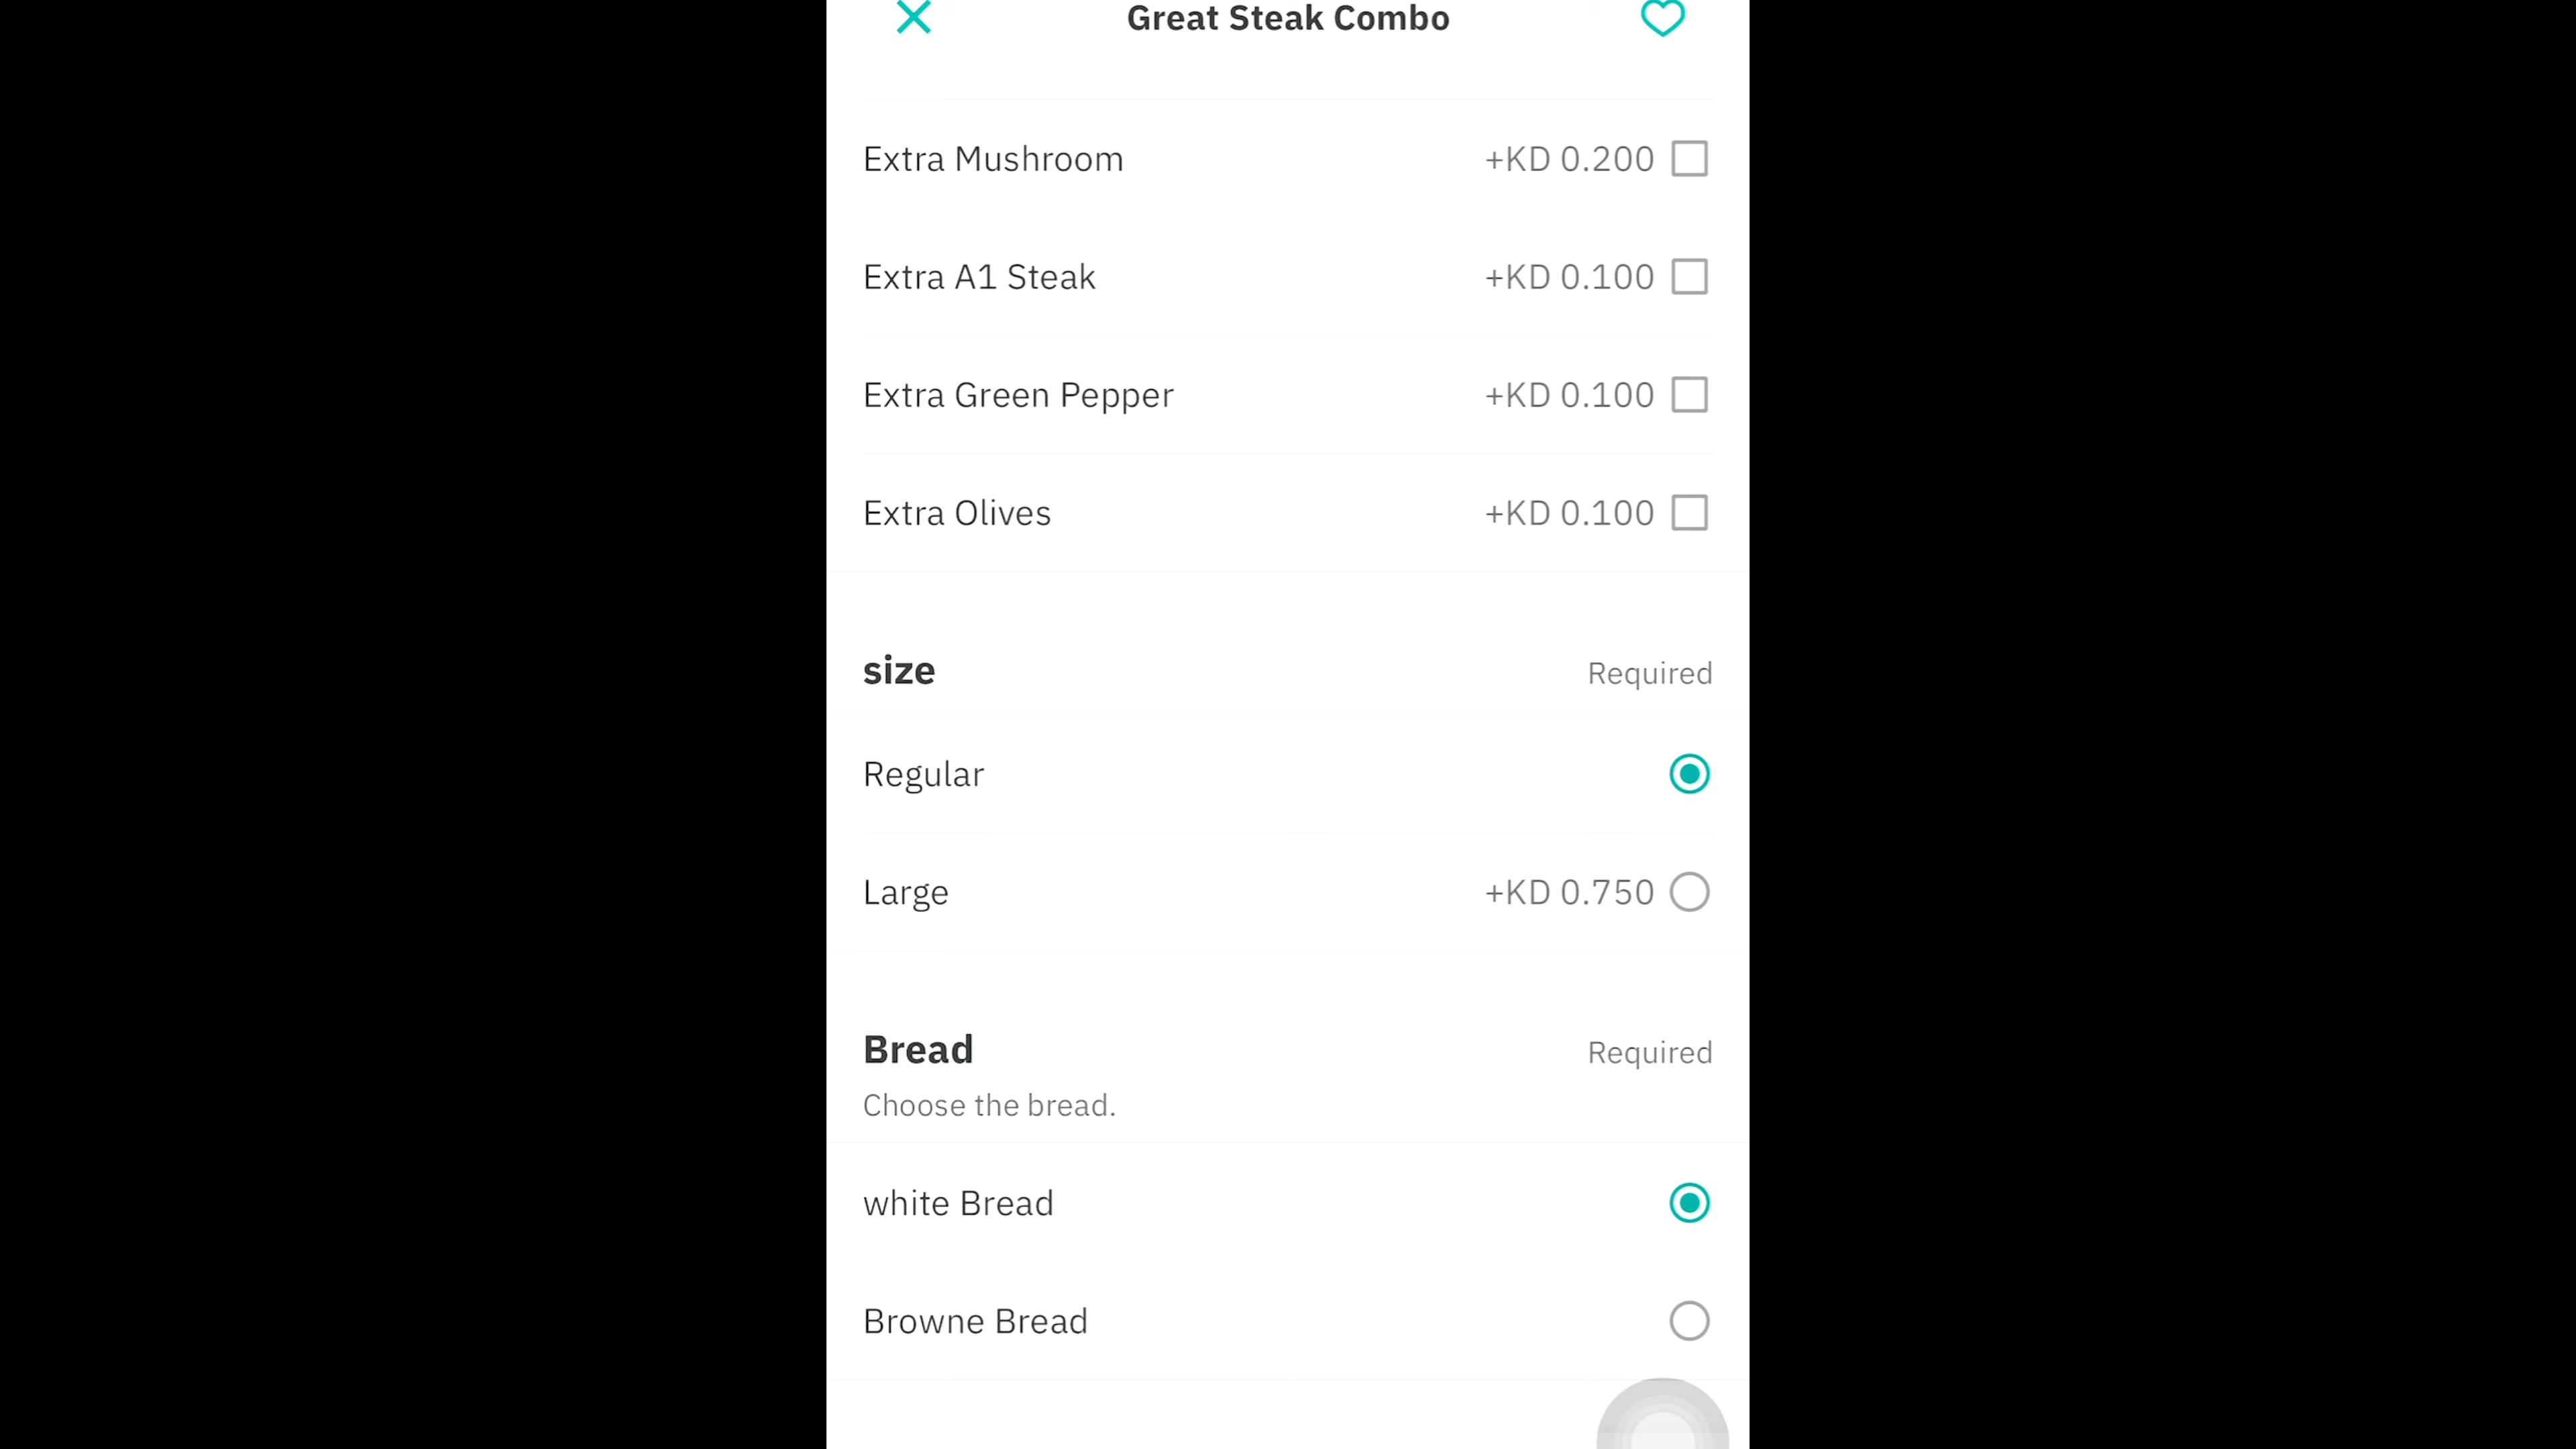 Great Steak Combo
Extra Mushroom +KD 0.200
Extra A1 Steak +KD 0.100
Extra Green Pepper +KD 0.100
Extra Olives +KD 0.100
size Required
Regular
Large +KD 0.750
Bread Required
Choose the bread.
white Bread
Browne Bread